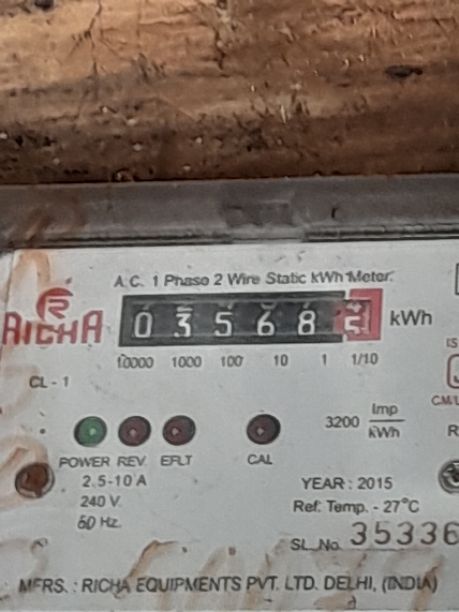 A.C. 1 Phase 2 Wire Static kWh Meter.
R
RICHA
0 3 5 6 8
kWh
10000 1000 100 10 1 1/10
CL - 1
3200 Imp
kWh
POWER REV. EFLT CAL
2.5-10 A
240 V.
50 Hz.
YEAR : 2015
Ref. Temp. - 27°C
SL. No. 35336
MFRS. : RICHA EQUIPMENTS PVT. LTD. DELHI, (INDIA)